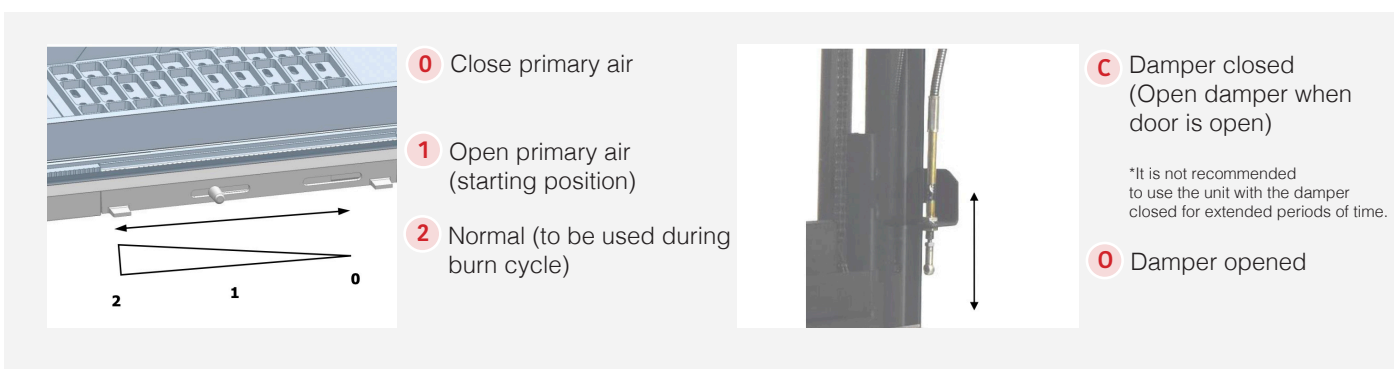 0 Close primary air
1 Open primary air
(starting position)
2 Normal (to be used during
burn cycle)
2
1
0
C Damper closed
(Open damper when
door is open)
*It is not recommended
to use the unit with the damper
closed for extended periods of time.
O Damper opened